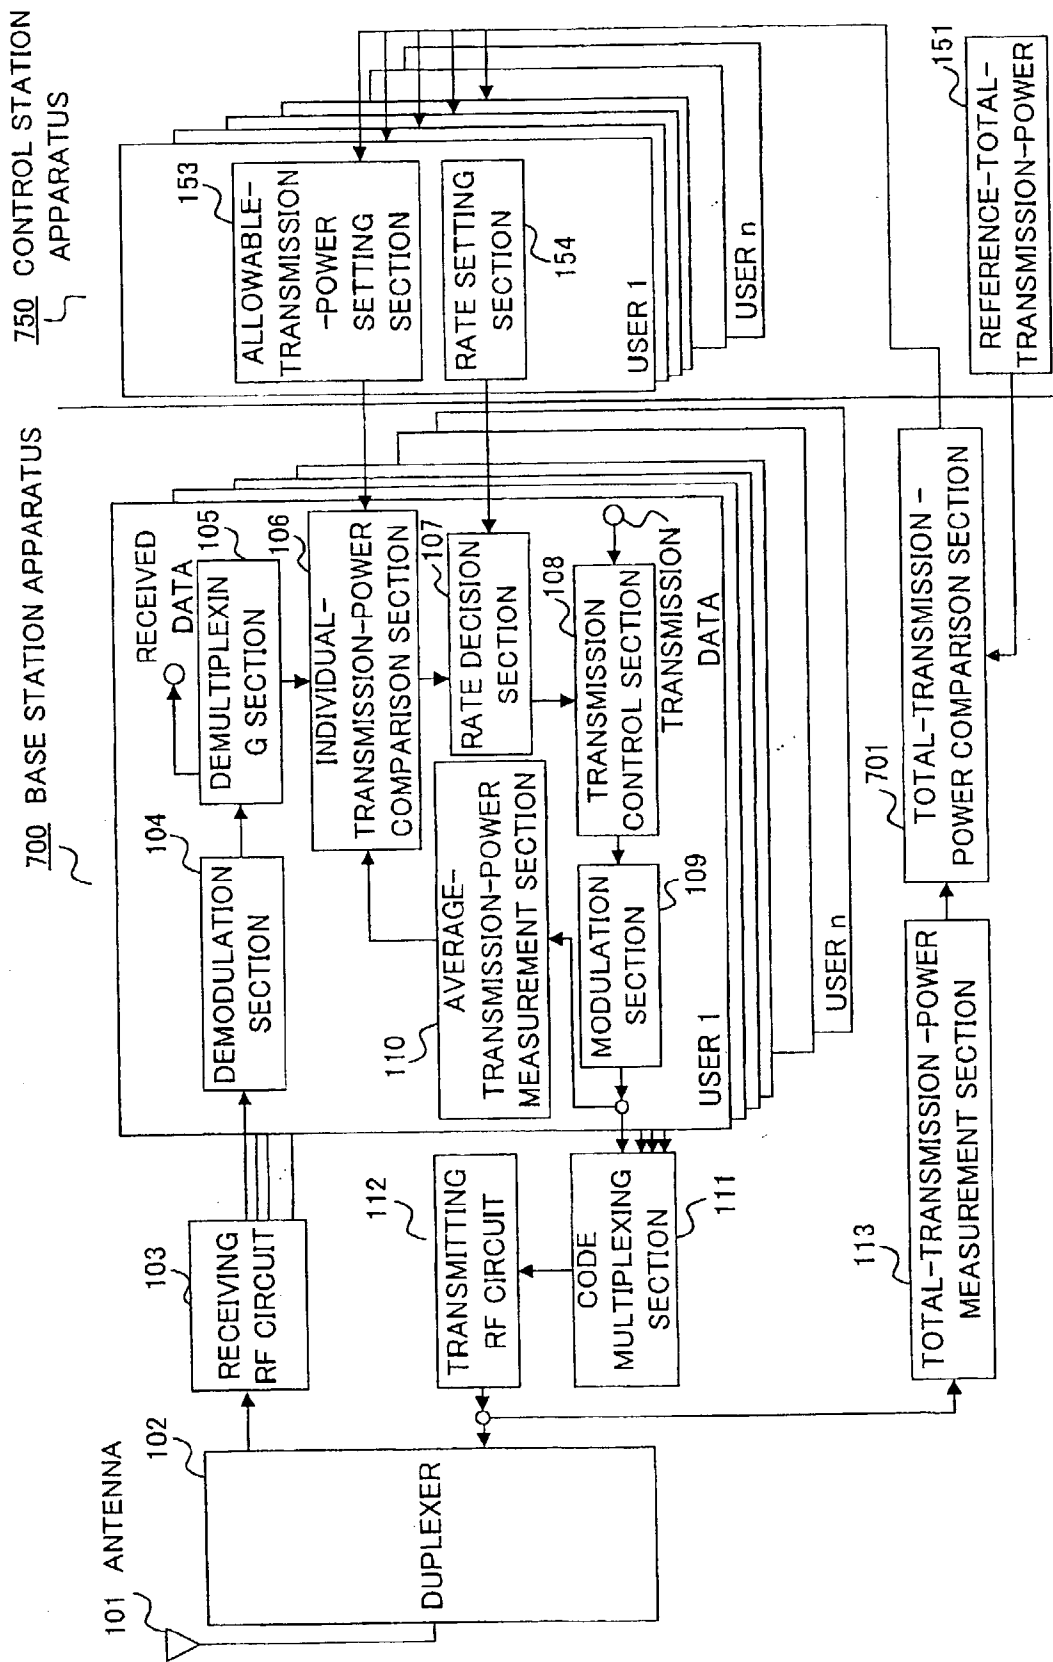 700 BASE STATION APPARATUS
750 CONTROL STATION
APPARATUS
101 ANTENNA
102
DUPLEXER
103
RECEIVING
RF CIRCUIT
104
DEMODULATION
SECTION
RECEIVED
DATA
105
DEMULTIPLEXIN
G SECTION
106
INDIVIDUAL-
TRANSMISSION-POWER
COMPARISON SECTION
107
RATE DECISION
SECTION
108
TRANSMISSION
CONTROL SECTION
TRANSMISSION
DATA
109
MODULATION
SECTION
110
AVERAGE-
TRANSMISSION-POWER
MEASUREMENT SECTION
USER 1
USER n
111
CODE
MULTIPLEXING
SECTION
112
TRANSMITTING
RF CIRCUIT
113
TOTAL-TRANSMISSION -POWER
MEASUREMENT SECTION
701
TOTAL-TRANSMISSION -
POWER COMPARISON SECTION
153
ALLOWABLE-
TRANSMISSION
-POWER
SETTING
SECTION
RATE SETTING
SECTION
154
USER 1
USER n
151
REFERENCE-TOTAL-
TRANSMISSION-POWER